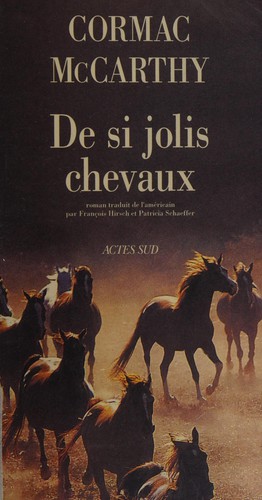 CORMAC
McCARTHY
De si jolis
chevaux
roman traduit de l'américain
par François Hirsch et Patricia Schaeffer
ACTES SUD